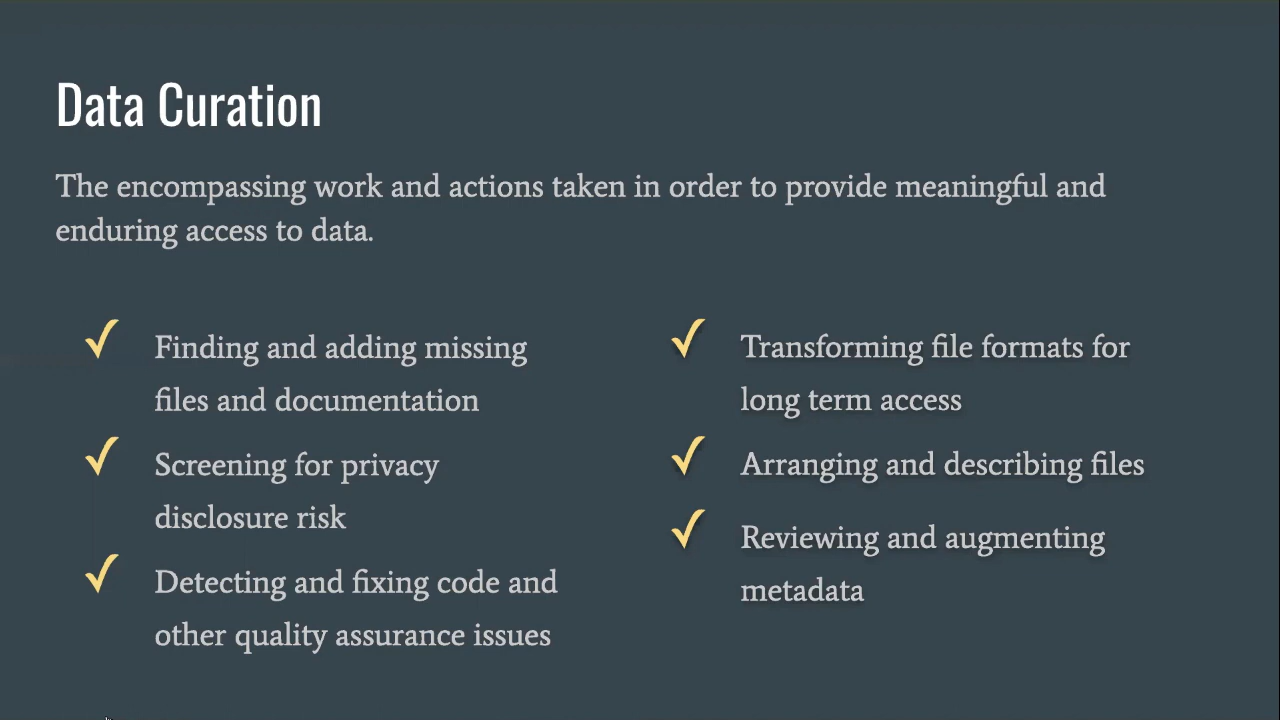 Data Curation
The encompassing work and actions taken in order to provide meaningful and
enduring access to data.
✓ Finding and adding missing
files and documentation
✓ Screening for privacy
disclosure risk
✓ Detecting and fixing code and
other quality assurance issues
✓ Transforming file formats for
long term access
✓ Arranging and describing files
✓ Reviewing and augmenting
metadata